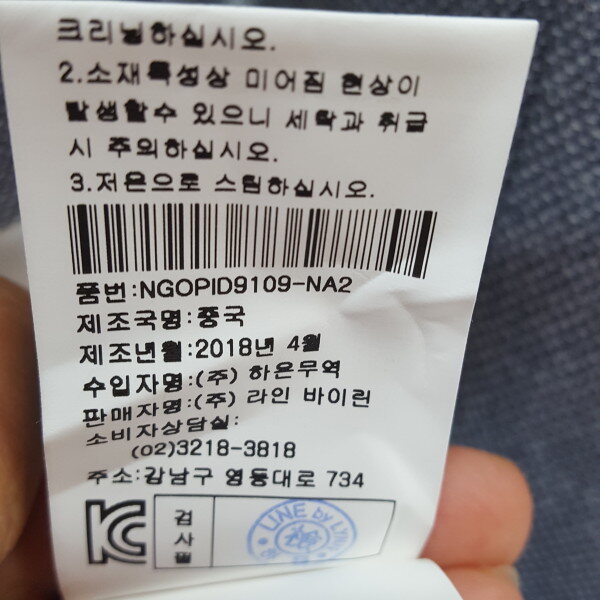 크리닝하십시오.
2.소재특성상 미어짐 현상이
발생할수 있으니 세탁과 취급
시 주의하십시오.
3.저온으로 스팀하십시오.
품번:NGOPID9109-NA2
제조국명:중국
제조년월:2018년 4월
수입자명:(주) 하은무역
판매자명:(주) 라인 바이린
소비자상담실:
(02)3218-3818
주소:강남구 영동대로 734
검사필
LINE by LYNN